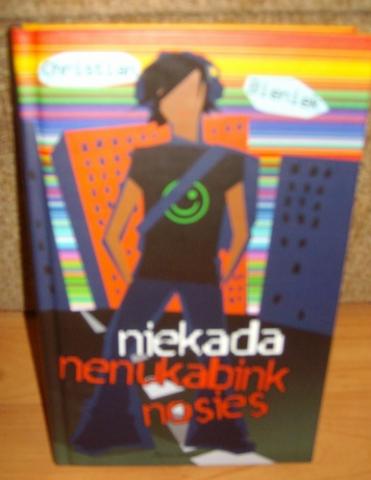 Christian
Bieniek
niekada
nenukabink
nosies